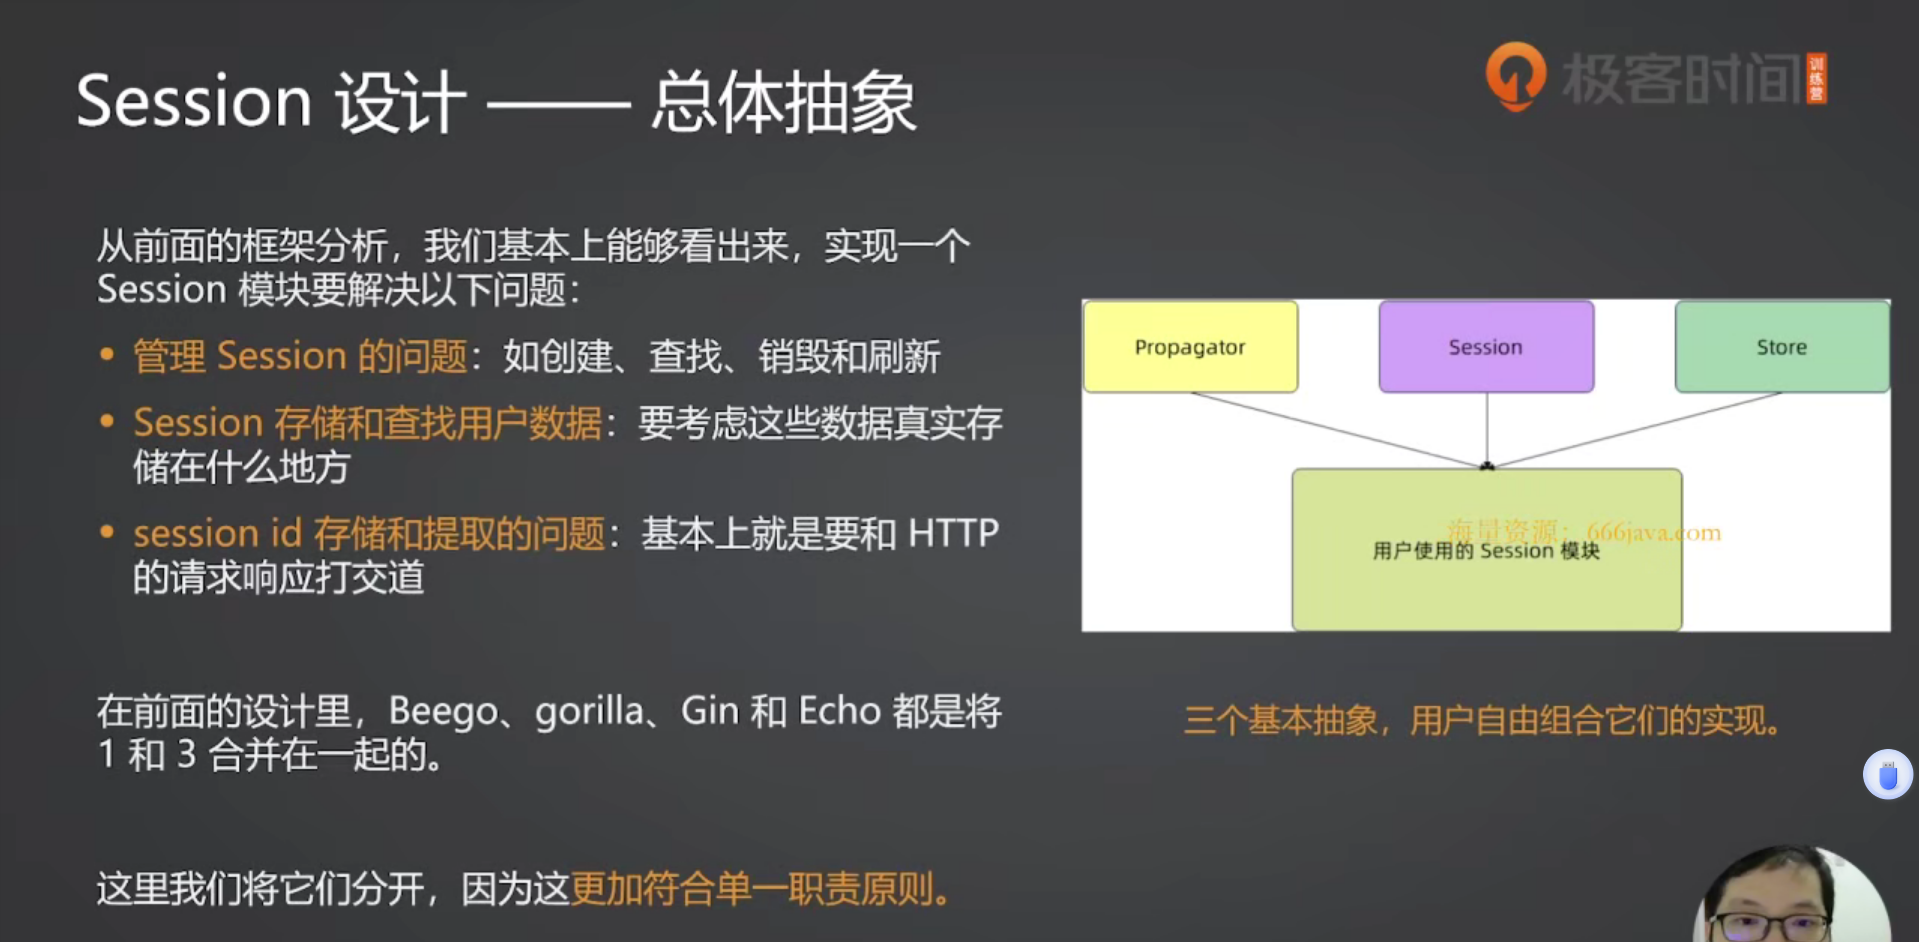 Session 设计 —— 总体抽象
极客时间
训练营
从前面的框架分析，我们基本上能够看出来，实现一个
Session 模块要解决以下问题：
• 管理 Session 的问题：如创建、查找、销毁和刷新
• Session 存储和查找用户数据：要考虑这些数据真实存
储在什么地方
• session id 存储和提取的问题：基本上就是要和 HTTP
的请求响应打交道
在前面的设计里，Beego、gorilla、Gin 和 Echo 都是将
1 和 3 合并在一起的。
这里我们将它们分开，因为这更加符合单一职责原则。
Propagator
Session
Store
海量资源：666java.com
用户使用的 Session 模块
三个基本抽象，用户自由组合它们的实现。